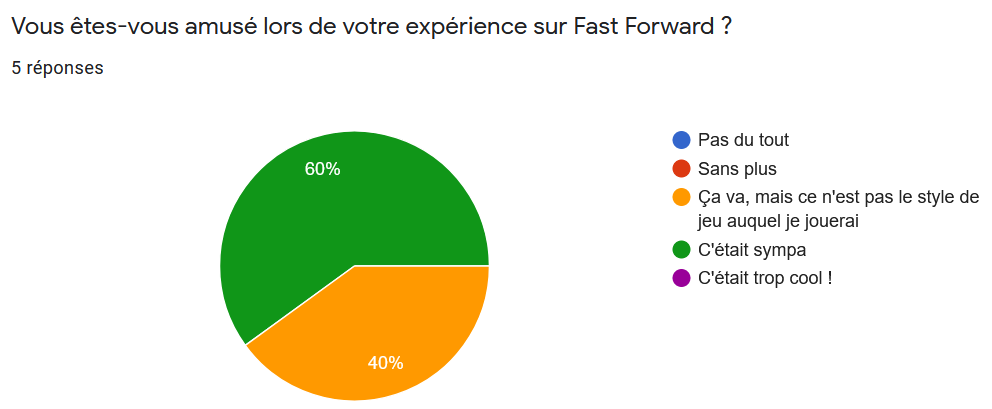 Vous êtes-vous amusé lors de votre expérience sur Fast Forward ?
5 réponses
60%
40%
Pas du tout
Sans plus
Ça va, mais ce n'est pas le style de
jeu auquel je jouerai
C'était sympa
C'était trop cool !